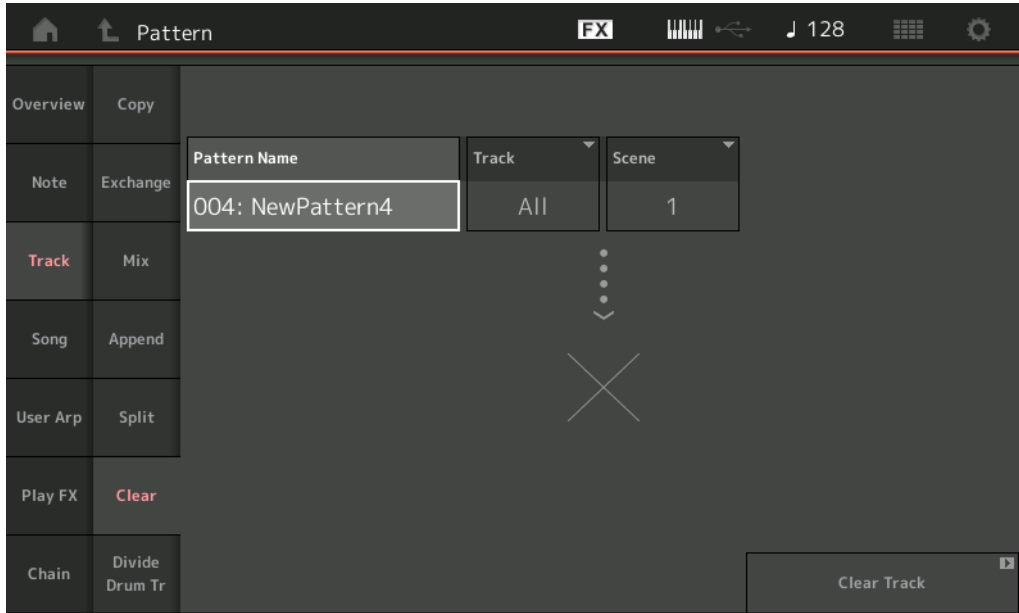 Pattern
FX
♩ 128
Overview
Copy
Note
Exchange
Track
Mix
Song
Append
User Arp
Split
Play FX
Clear
Chain
Divide
Drum Tr
Pattern Name
Track
Scene
004: NewPattern4
All
1
Clear Track